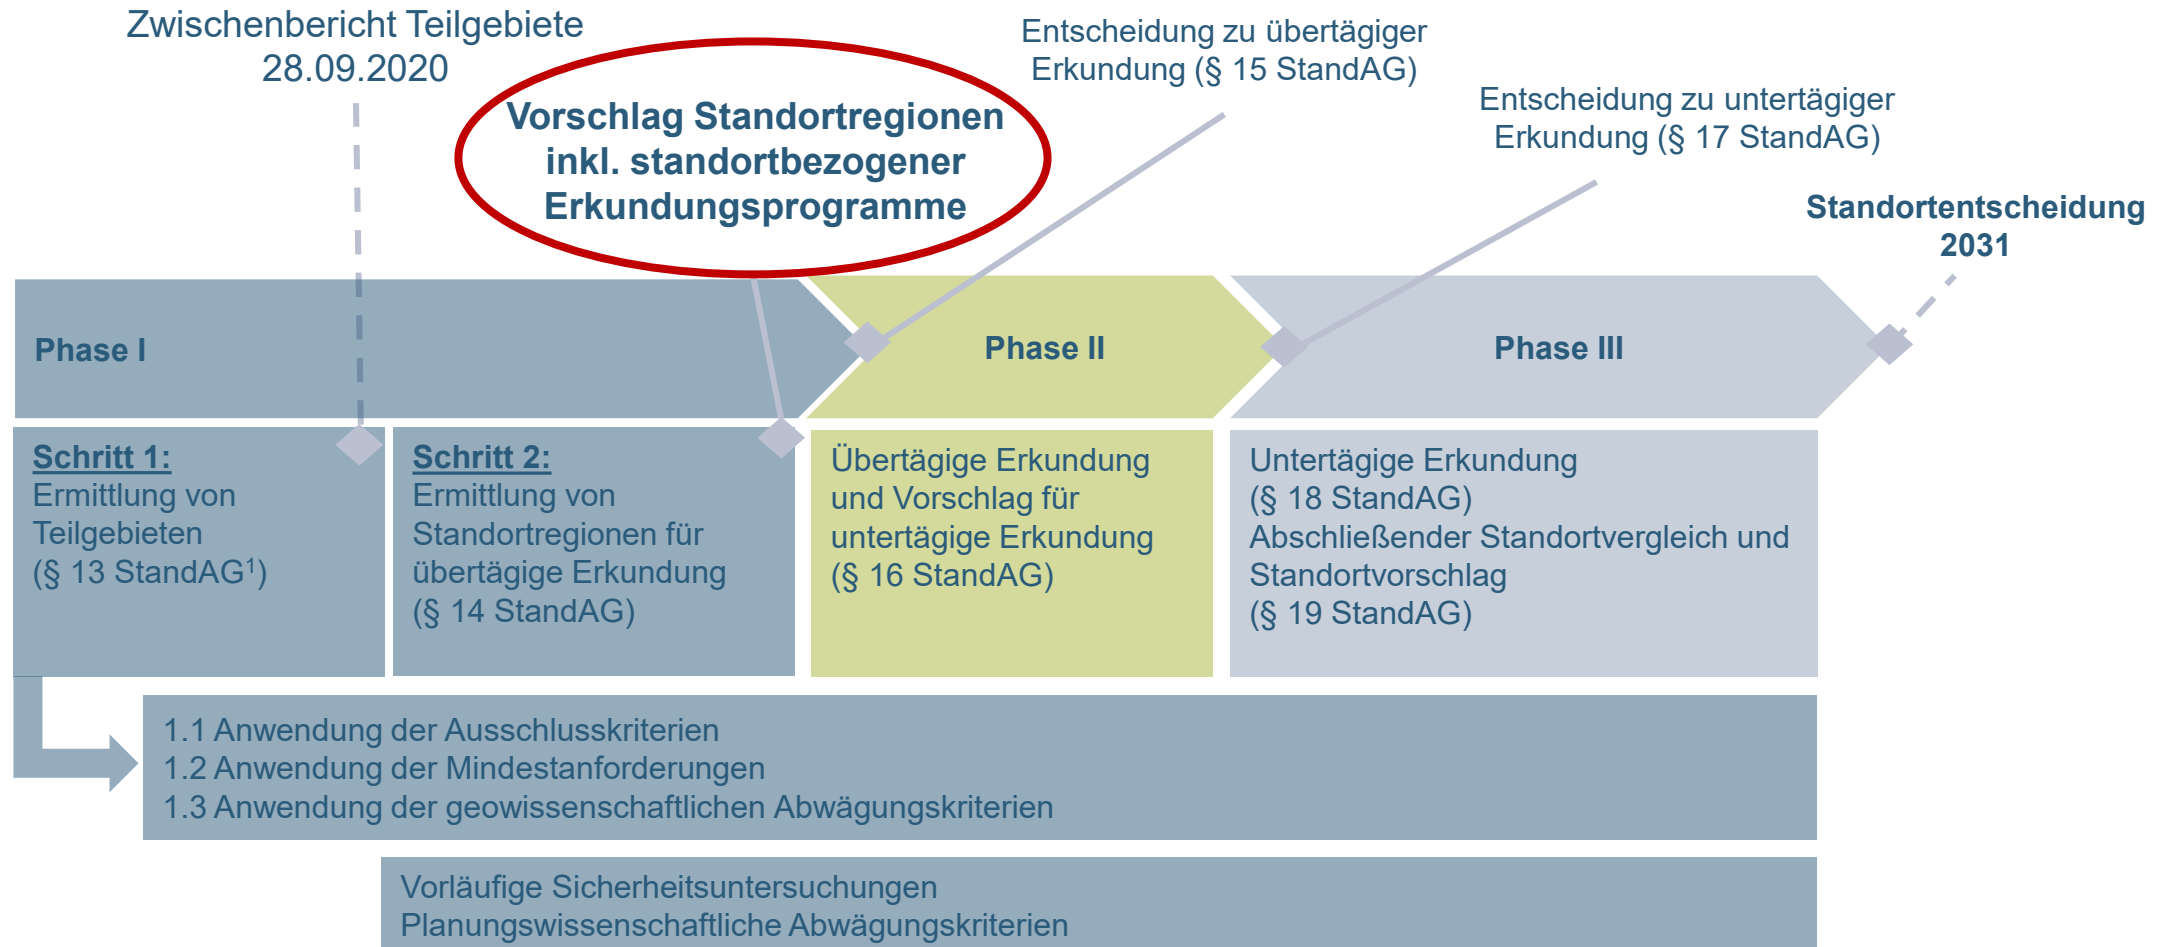 Zwischenbericht Teilgebiete
28.09.2020
Vorschlag Standortregionen
inkl. standortbezogener
Erkundungsprogramme
Entscheidung zu übertägiger
Erkundung (§ 15 StandAG)
Entscheidung zu untertägiger
Erkundung (§ 17 StandAG)
Standortentscheidung
2031
Phase I
Phase II
Phase III
Schritt 1:
Ermittlung von
Teilgebieten
(§ 13 StandAG¹)
Schritt 2:
Ermittlung von
Standortregionen für
übertägige Erkundung
(§ 14 StandAG)
Übertägige Erkundung
und Vorschlag für
untertägige Erkundung
(§ 16 StandAG)
Untertägige Erkundung
(§ 18 StandAG)
Abschließender Standortvergleich und
Standortvorschlag
(§ 19 StandAG)
1.1 Anwendung der Ausschlusskriterien
1.2 Anwendung der Mindestanforderungen
1.3 Anwendung der geowissenschaftlichen Abwägungskriterien
Vorläufige Sicherheitsuntersuchungen
Planungswissenschaftliche Abwägungskriterien